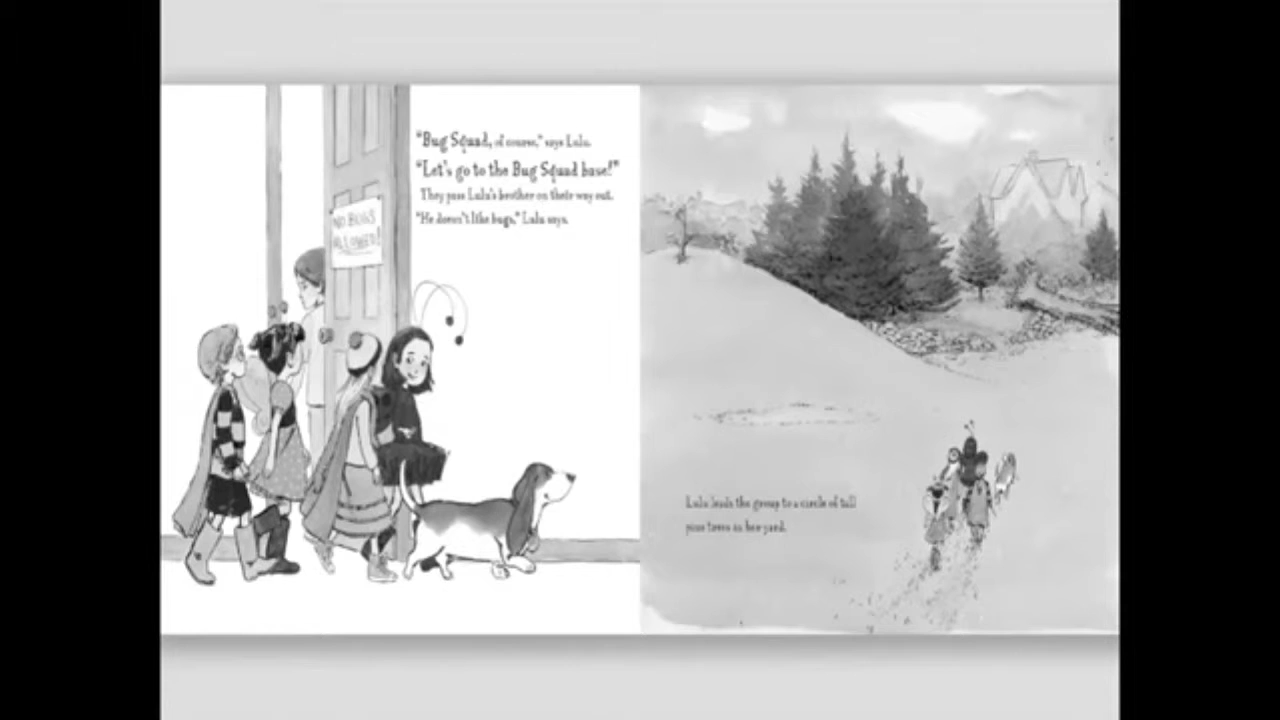 "Bug Squad, of course," says Lulu.
"Let's go to the Bug Squad base!"
They pass Lulu's brother on their way out.
"He doesn't like bugs," Lulu says.
NO BUGS
ALLOWED!
Lulu leads the group to a circle of tall
pine trees in her yard.